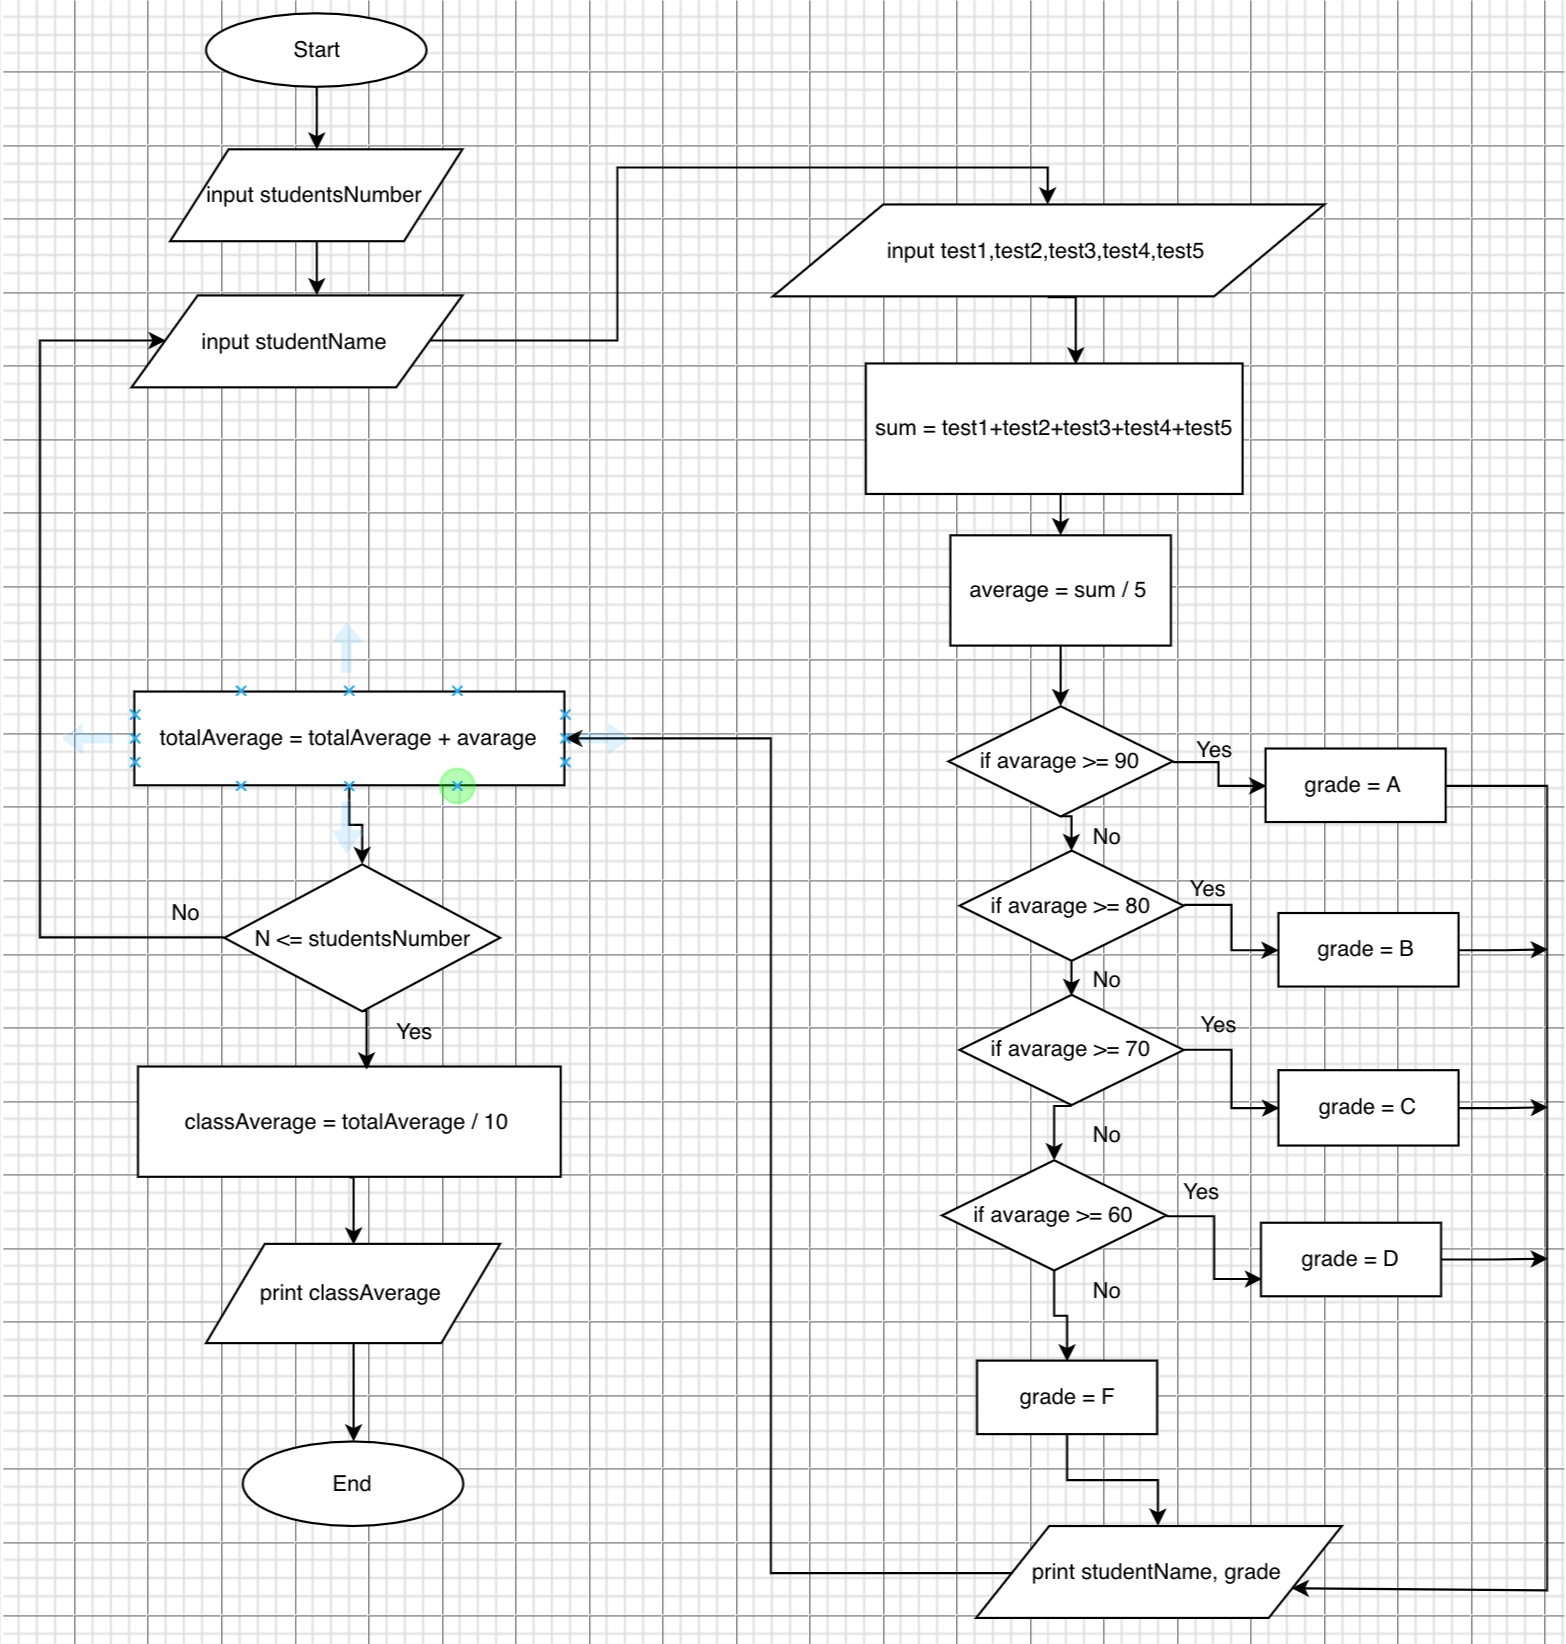 Start
input studentsNumber
input studentName
input test1,test2,test3,test4,test5
sum = test1+test2+test3+test4+test5
average = sum / 5
if avarage >= 90
Yes
grade = A
No
if avarage >= 80
Yes
grade = B
No
if avarage >= 70
Yes
grade = C
No
if avarage >= 60
Yes
grade = D
No
grade = F
print studentName, grade
totalAverage = totalAverage + avarage
N <= studentsNumber
No
Yes
classAverage = totalAverage / 10
print classAverage
End